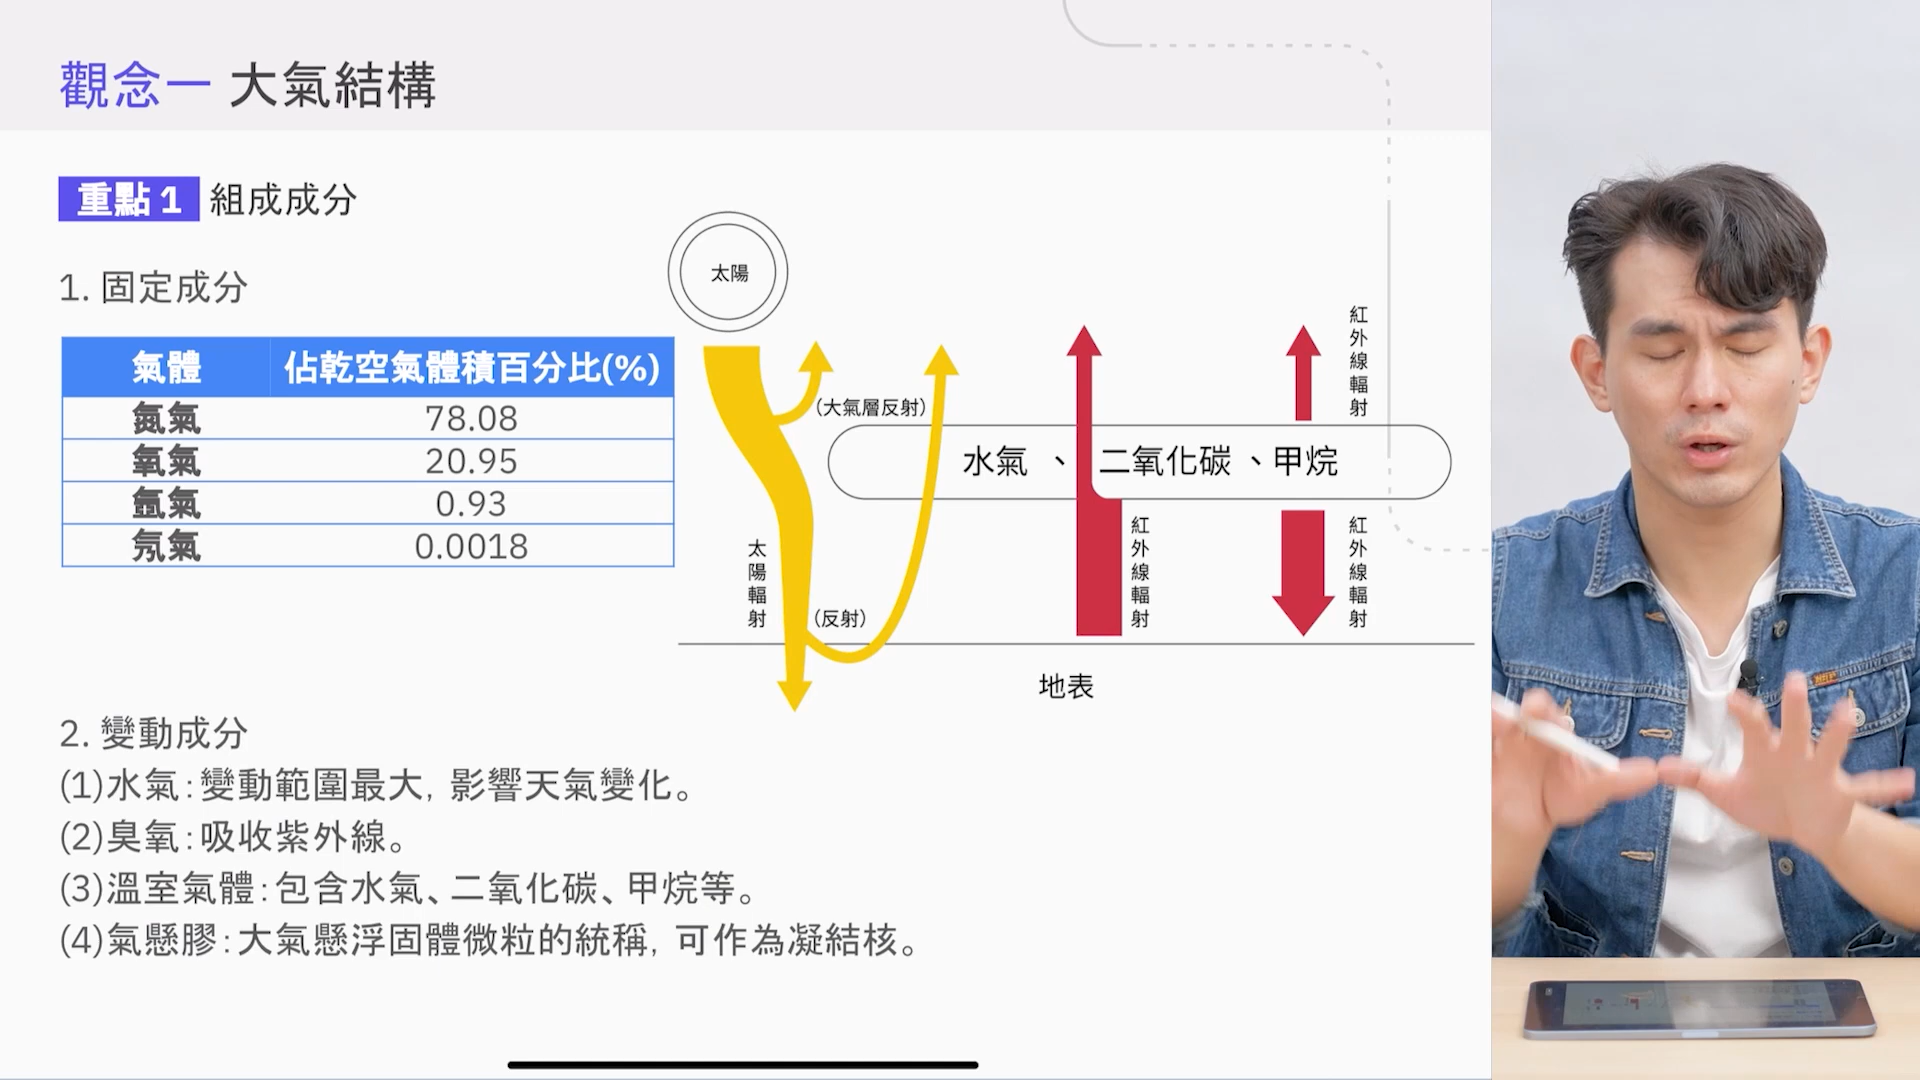 觀念一 大氣結構
重點 1 組成成分
1. 固定成分
氣體 佔乾空氣體積百分比(%)
氮氣 78.08
氧氣 20.95
氬氣 0.93
氖氣 0.0018
太陽
(大氣層反射)
水氣 、 二氧化碳 、甲烷
紅外線輻射
太陽輻射
(反射)
紅外線輻射
紅外線輻射
地表
2. 變動成分
(1)水氣:變動範圍最大, 影響天氣變化。
(2)臭氧:吸收紫外線。
(3)溫室氣體:包含水氣、二氧化碳、甲烷等。
(4)氣懸膠:大氣懸浮固體微粒的統稱, 可作為凝結核。